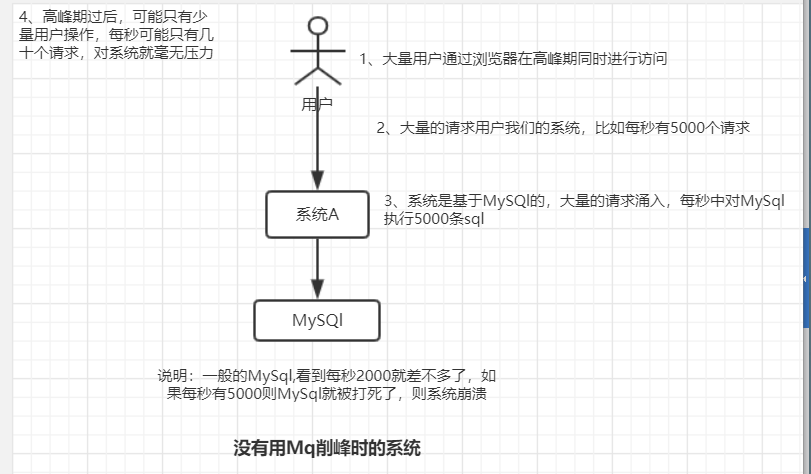 4、高峰期过后，可能只有少
量用户操作，每秒可能只有几
十个请求，对系统就毫无压力
1、大量用户通过浏览器在高峰期同时进行访问
用户
2、大量的请求用户我们的系统，比如每秒有5000个请求
系统A
3、系统是基于MySQl的，大量的请求涌入，每秒中对MySql
执行5000条sql
MySQl
说明：一般的MySql,看到每秒2000就差不多了，如
果每秒有5000则MySql就被打死了，则系统崩溃
没有用Mq削峰时的系统